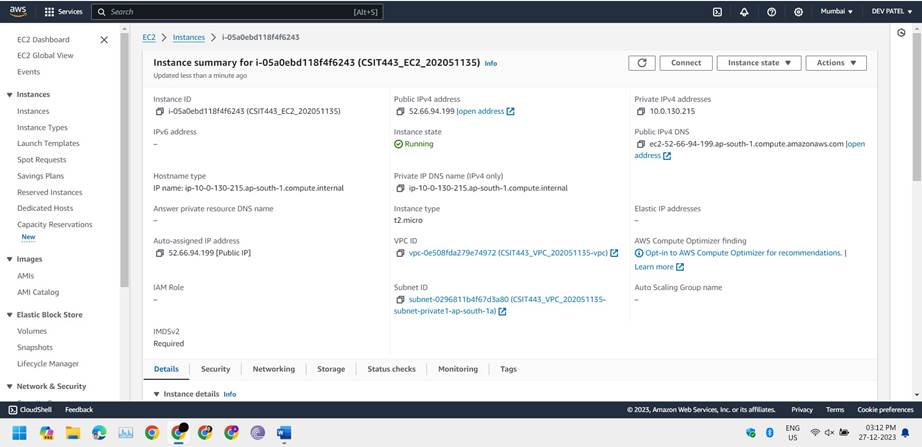 aws
Services
Search
[Alt+S]
Mumbai
DEV PATEL
EC2 Dashboard
EC2 Global View
Events
Instances
Instances
Instance Types
Launch Templates
Spot Requests
Savings Plans
Reserved Instances
Dedicated Hosts
Capacity Reservations
New
Images
AMIs
AMI Catalog
Elastic Block Store
Volumes
Snapshots
Lifecycle Manager
Network & Security
EC2 > Instances > i-05a0ebd118f4f6243
Instance summary for i-05a0ebd118f4f6243 (CSIT443_EC2_202051135) Info
Updated less than a minute ago
Connect
Instance state
Actions
Instance ID
i-05a0ebd118f4f6243 (CSIT443_EC2_202051135)
Public IPv4 address
52.66.94.199 |open address
Private IPv4 addresses
10.0.130.215
IPv6 address
–
Instance state
Running
Public IPv4 DNS
ec2-52-66-94-199.ap-south-1.compute.amazonaws.com |open
address
Hostname type
IP name: ip-10-0-130-215.ap-south-1.compute.internal
Private IP DNS name (IPv4 only)
ip-10-0-130-215.ap-south-1.compute.internal
Answer private resource DNS name
–
Instance type
t2.micro
Elastic IP addresses
–
Auto-assigned IP address
52.66.94.199 [Public IP]
VPC ID
vpc-0e508fda279e74972 (CSIT443_VPC_202051135-vpc)
AWS Compute Optimizer finding
Opt-in to AWS Compute Optimizer for recommendations. |
Learn more
IAM Role
–
Subnet ID
subnet-0296811b4f67d3a80 (CSIT443_VPC_202051135-
subnet-private1-ap-south-1a)
Auto Scaling Group name
–
IMDSv2
Required
Details
Security
Networking
Storage
Status checks
Monitoring
Tags
Instance details Info
CloudShell
Feedback
© 2023, Amazon Web Services, Inc. or its affiliates.
Privacy
Terms
Cookie preferences
ENG
US
03:12 PM
27-12-2023